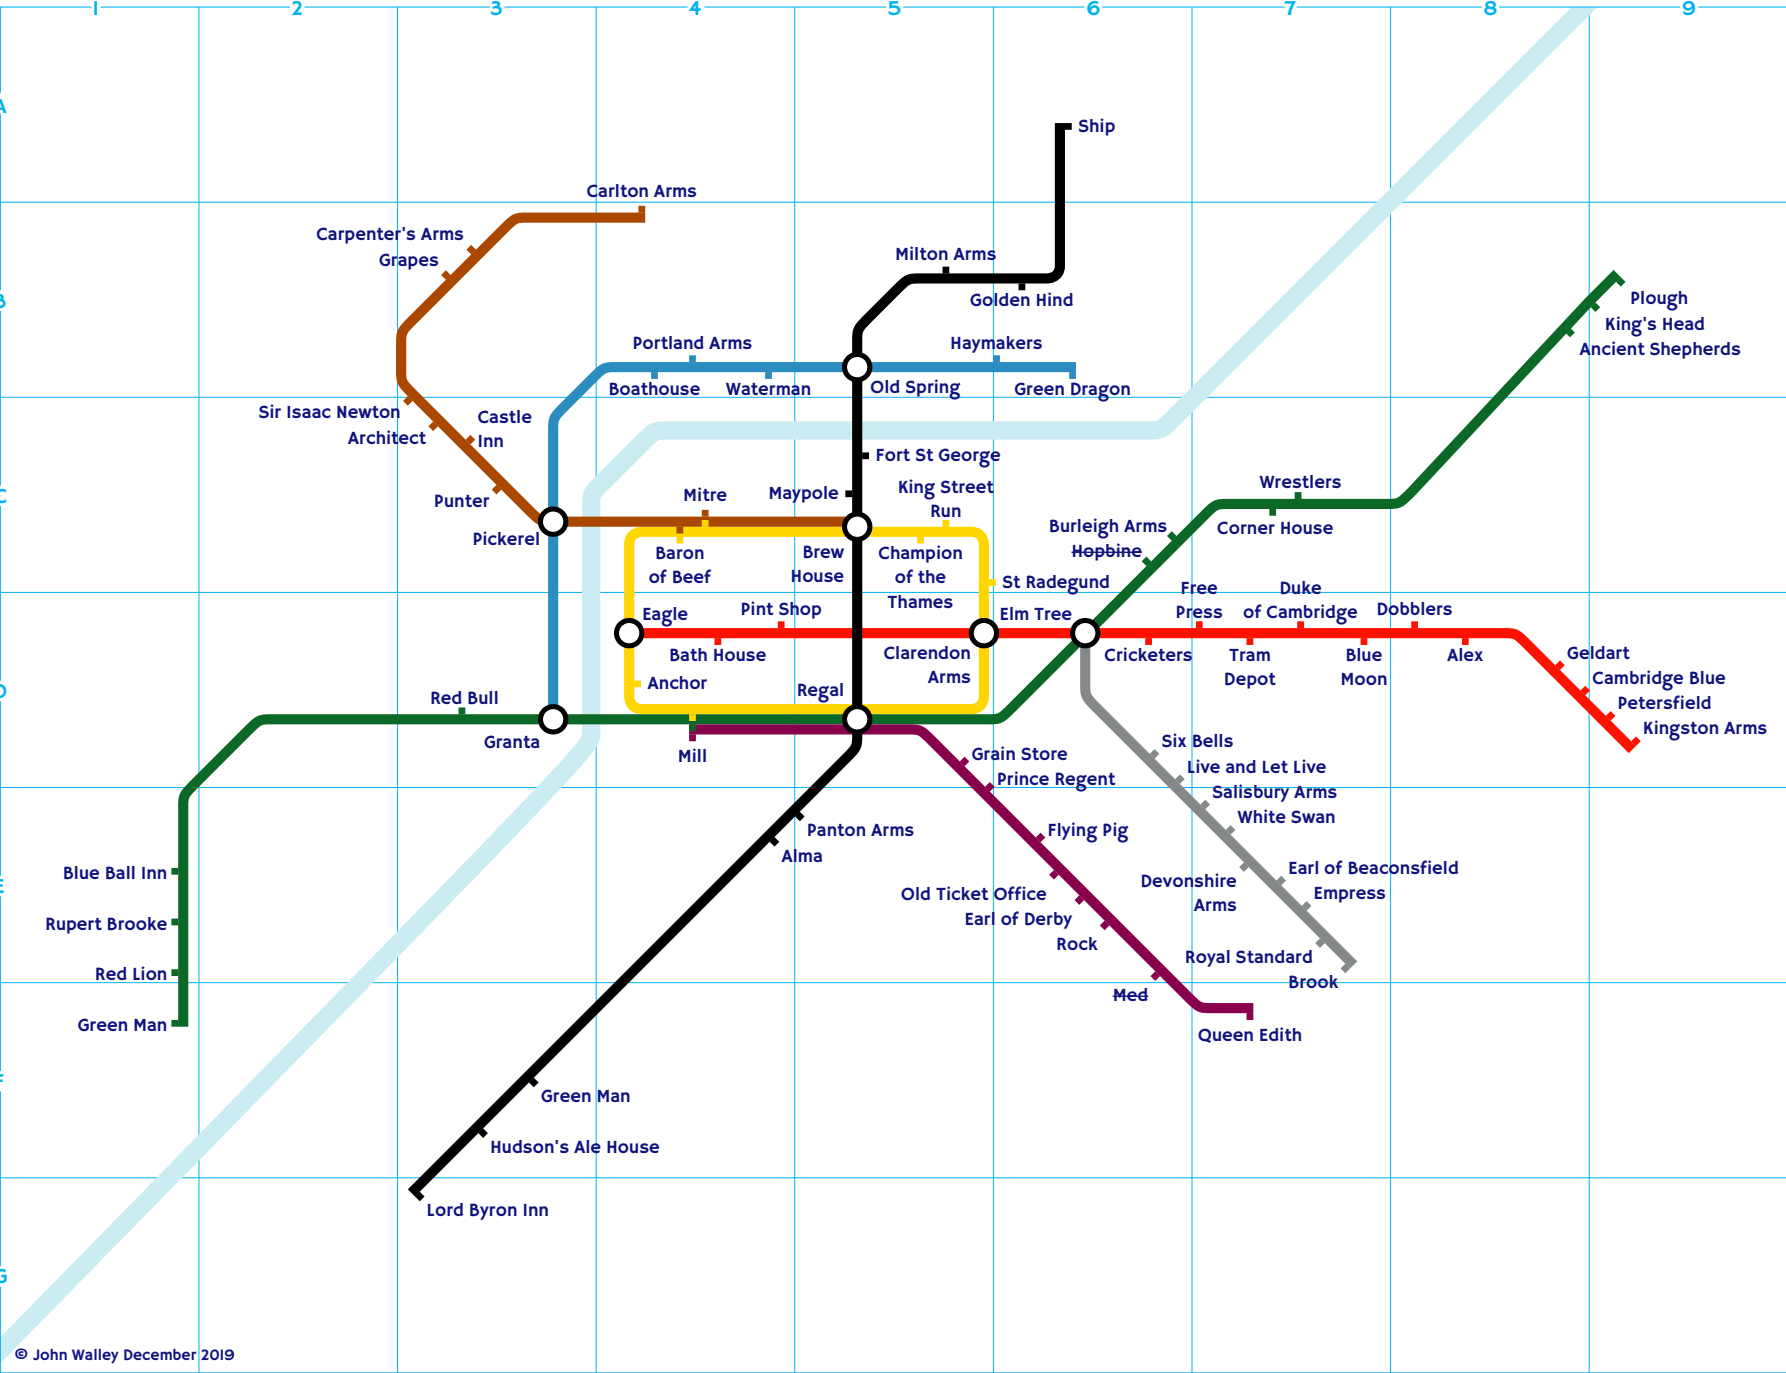 1 2 3 4 5 6 7 8 9
A
Ship
Carlton Arms
Carpenter's Arms
Grapes
Milton Arms
B
Golden Hind
Plough
King's Head
Ancient Shepherds
Portland Arms
Haymakers
Boathouse
Waterman
Old Spring
Green Dragon
Sir Isaac Newton
Architect
Castle
Inn
Fort St George
C
Punter
Mitre
Maypole
King Street
Run
Wrestlers
Corner House
Pickerel
Burleigh Arms
Hopbine
Baron
of Beef
Brew
House
Champion
of the
Thames
St Radegund
Eagle
Pint Shop
Elm Tree
Free
Press
Duke
of Cambridge
Dobblers
Bath House
Clarendon
Arms
Cricketers
Tram
Depot
Blue
Moon
Alex
Geldart
Cambridge Blue
Petersfield
Kingston Arms
D
Anchor
Regal
Red Bull
Granta
Mill
Grain Store
Prince Regent
Six Bells
Live and Let Live
Salisbury Arms
White Swan
Panton Arms
Alma
Flying Pig
Blue Ball Inn
E
Old Ticket Office
Earl of Derby
Rock
Devonshire
Arms
Earl of Beaconsfield
Empress
Rupert Brooke
Red Lion
Green Man
Royal Standard
Brook
Med
Queen Edith
F
Green Man
Hudson's Ale House
Lord Byron Inn
G
© John Walley December 2019